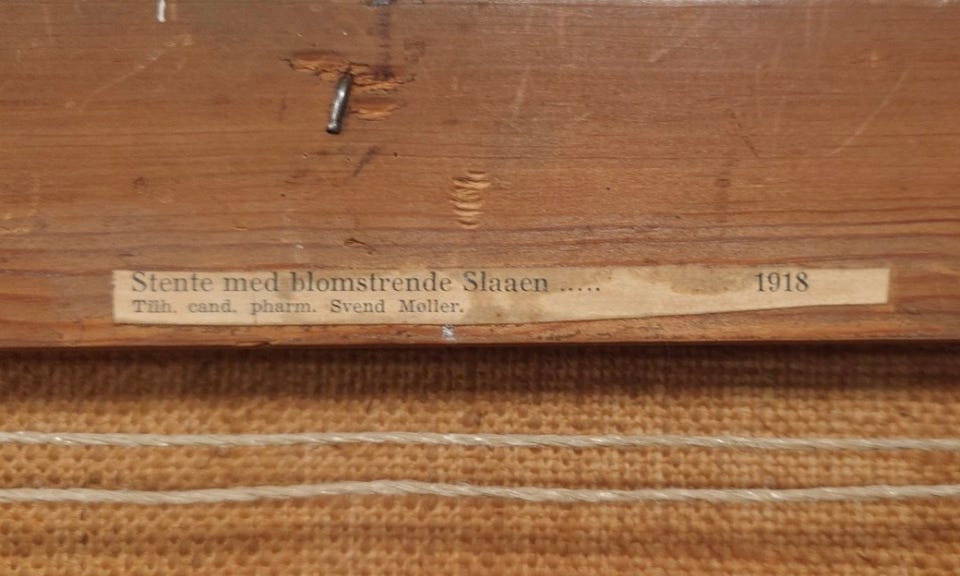 Stente med blomstrende Slaaen ..... 1918
Tilh. cand. pharm. Svend Møller.